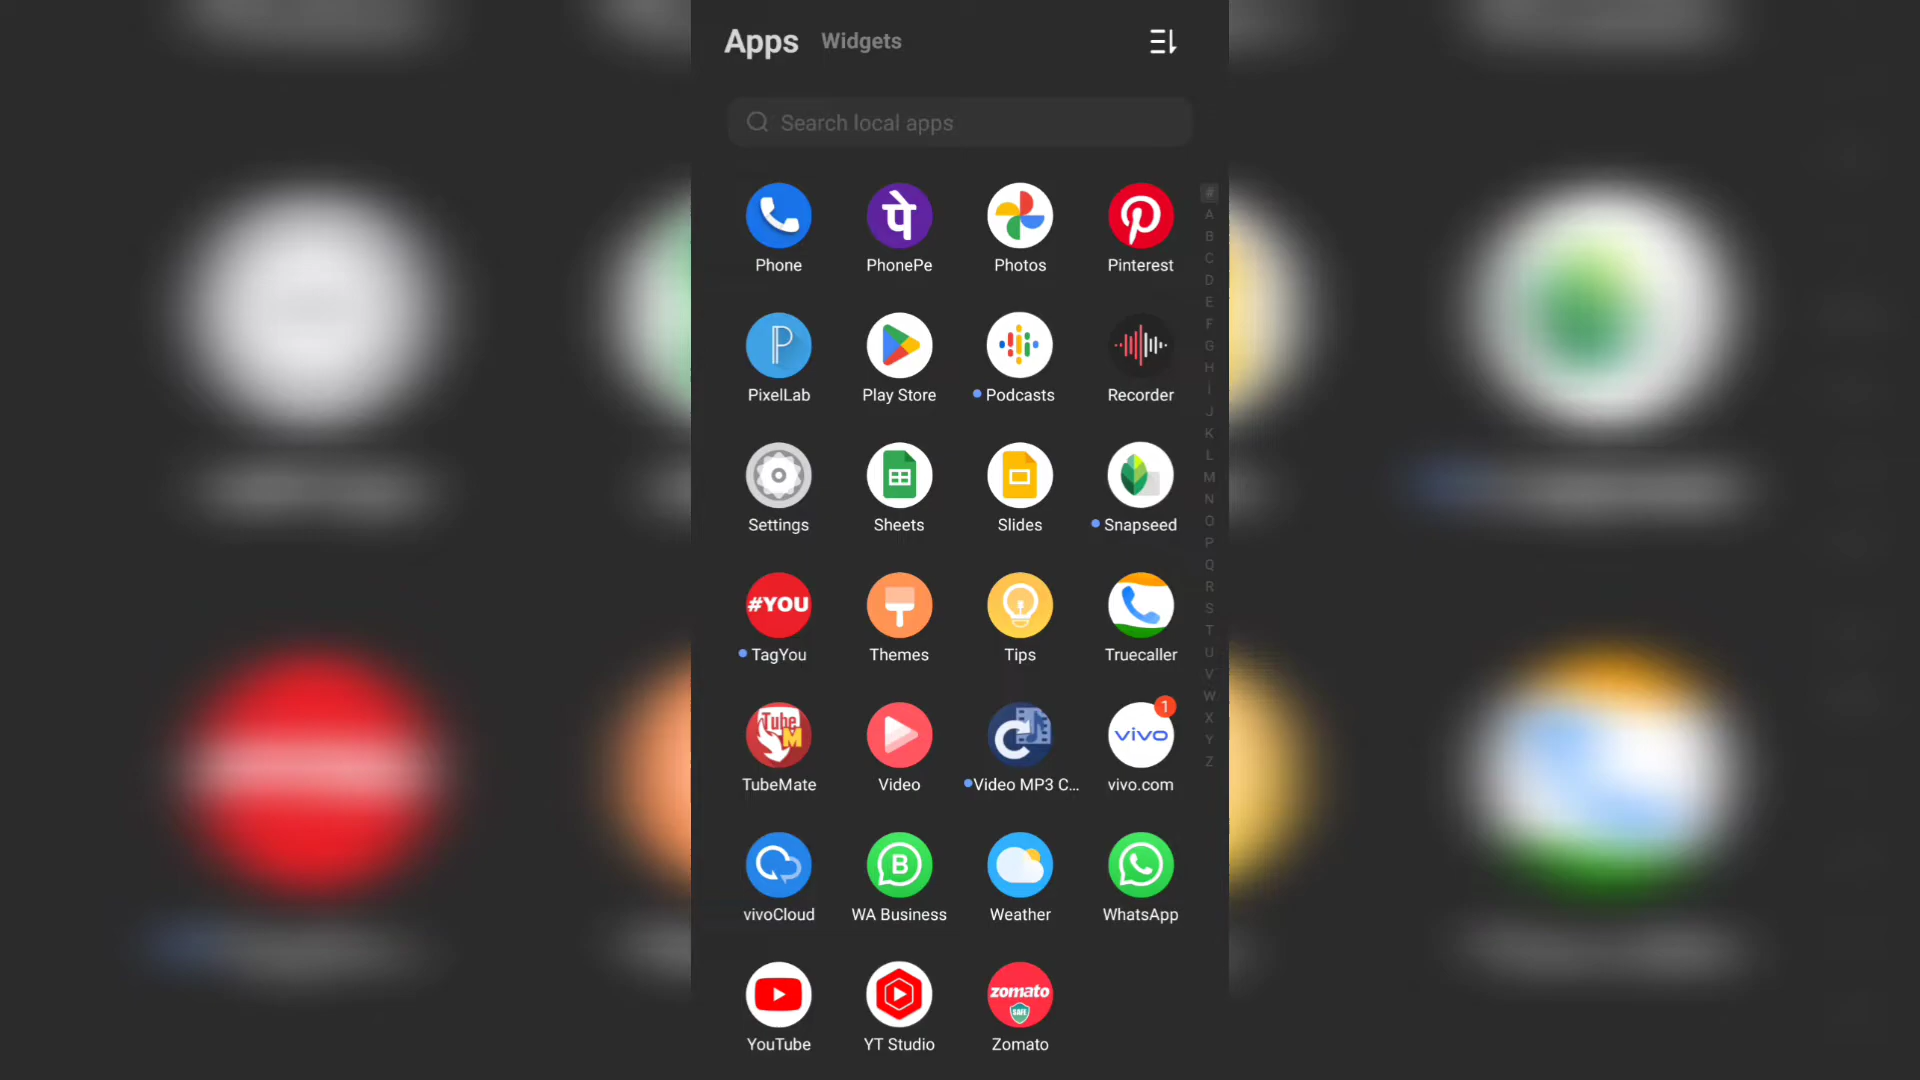 Apps Widgets
Search local apps
#
A
B
C
D
E
F
G
H
I
J
K
L
M
N
O
P
Q
R
S
T
U
V
W
X
Y
Z
पे
Phone PhonePe Photos Pinterest
PixelLab Play Store Podcasts Recorder
Settings Sheets Slides Snapseed
#YOU
TagYou Themes Tips Truecaller
Tube
M
vivo
1
TubeMate Video Video MP3 C... vivo.com
B
vivoCloud WA Business Weather WhatsApp
zomato
SAFE
YouTube YT Studio Zomato